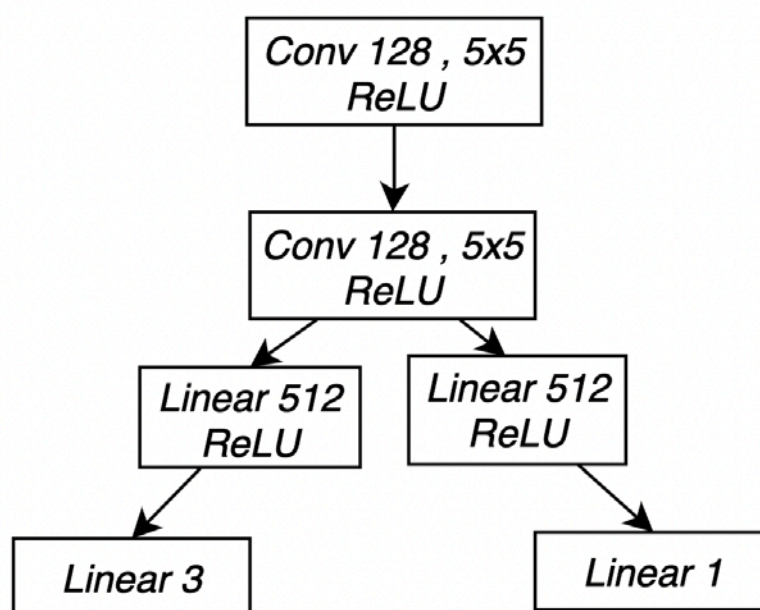 Conv 128 , 5x5
ReLU
Conv 128 , 5x5
ReLU
Linear 512
ReLU
Linear 512
ReLU
Linear 3
Linear 1